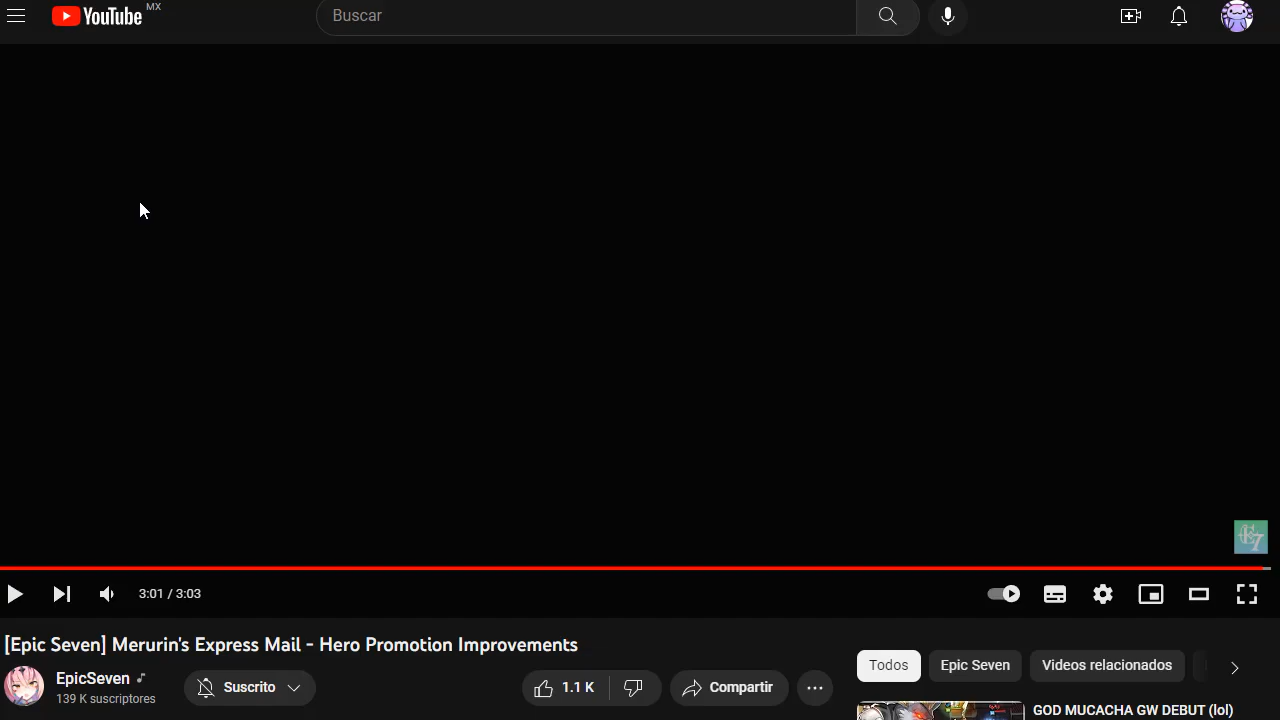 YouTube MX
Buscar
E7
3:01 / 3:03
[Epic Seven] Merurin's Express Mail - Hero Promotion Improvements
EpicSeven
139 K suscriptores
Suscrito
1.1 K
Compartir
Todos
Epic Seven
Videos relacionados
GOD MUCACHA GW DEBUT (lol)